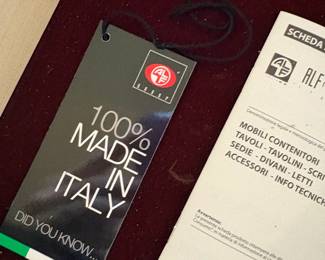 100%
MADE
IN
ITALY
DID YOU KNOW...
SCHEDA
ALF
MOBILI CONTENITORI
TAVOLI - TAVOLINI - SCRI
SEDIE - DIVANI - LETTI
ACCESSORI - INFO TECNICH